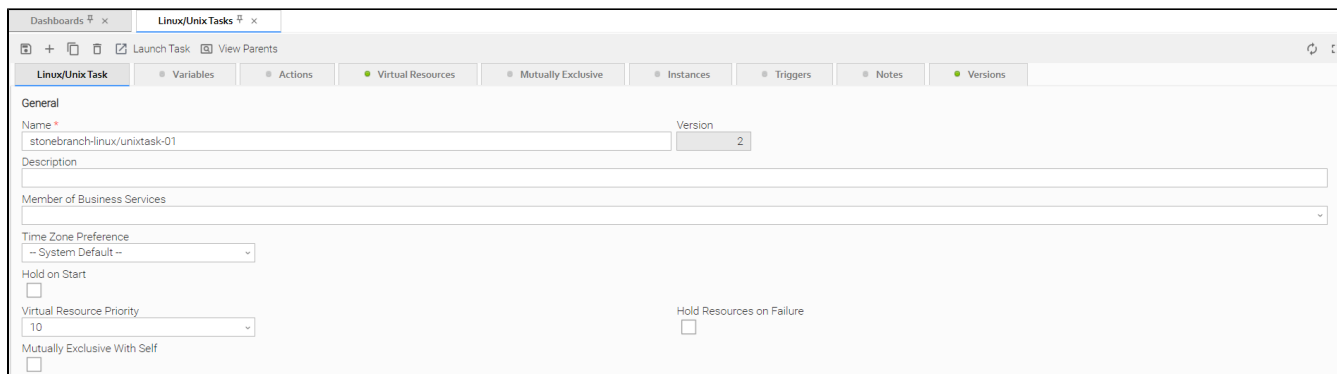 Dashboards
Linux/Unix Tasks
Launch Task View Parents
Linux/Unix Task Variables Actions Virtual Resources Mutually Exclusive Instances Triggers Notes Versions
General
Name * Version
stonebranch-linux/unixtask-01 2
Description
Member of Business Services
Time Zone Preference
-- System Default --
Hold on Start
Virtual Resource Priority Hold Resources on Failure
10
Mutually Exclusive With Self